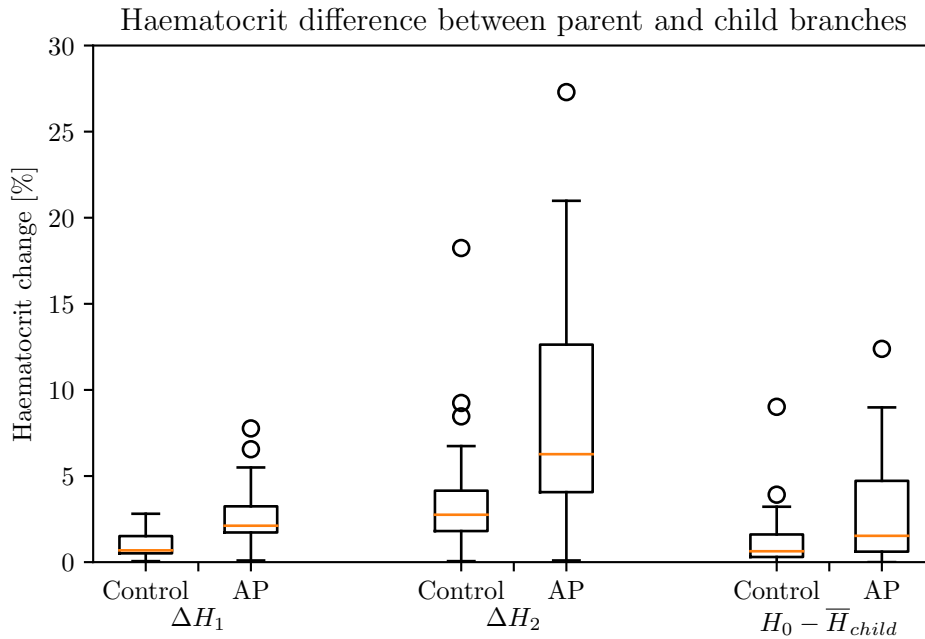 Haematocrit difference between parent and child branches
Haematocrit change [%]
30
25
20
15
10
5
0
Control AP Control AP Control AP
ΔH₁ ΔH₂ H₀ − H̅child